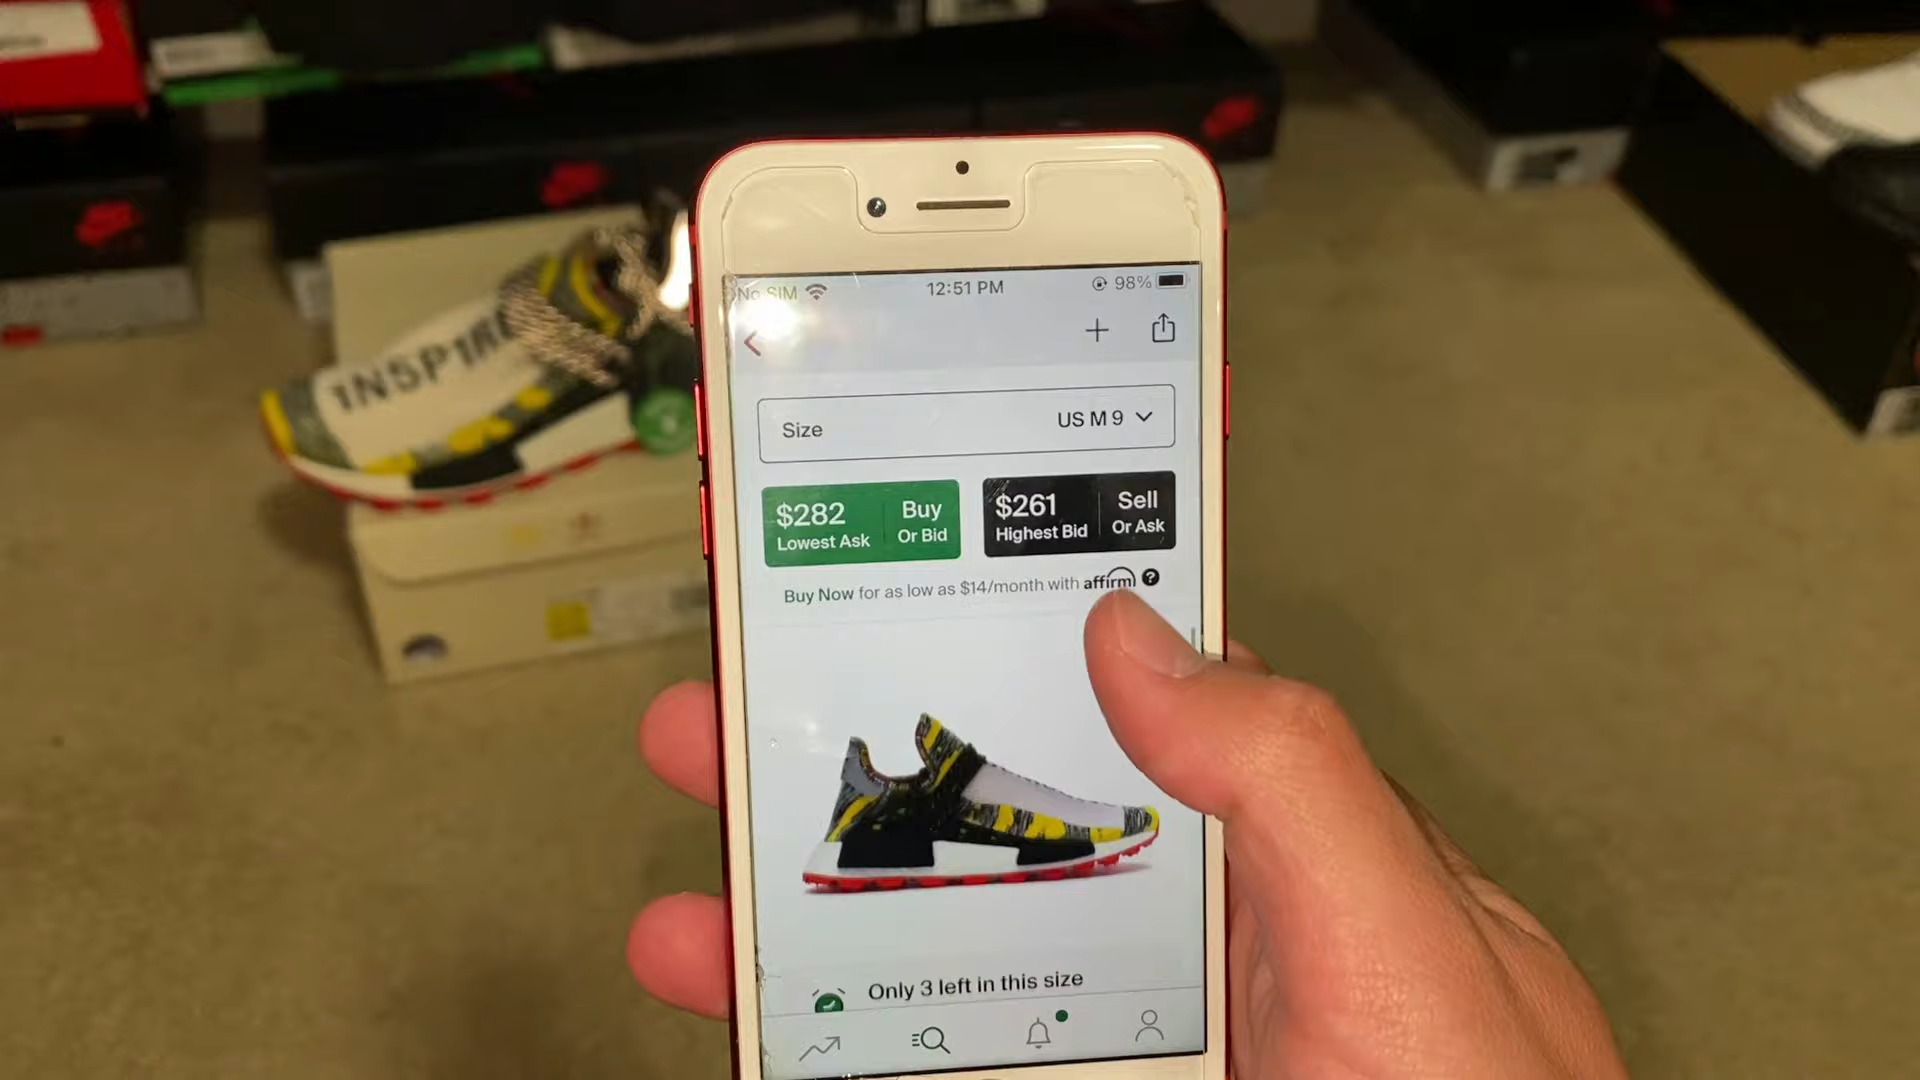 1N5P1R
No SIM 12:51 PM 98%
Size US M 9
$282 Buy
Lowest Ask Or Bid
$261 Sell
Highest Bid Or Ask
Buy Now for as low as $14/month with affirm ?
Only 3 left in this size